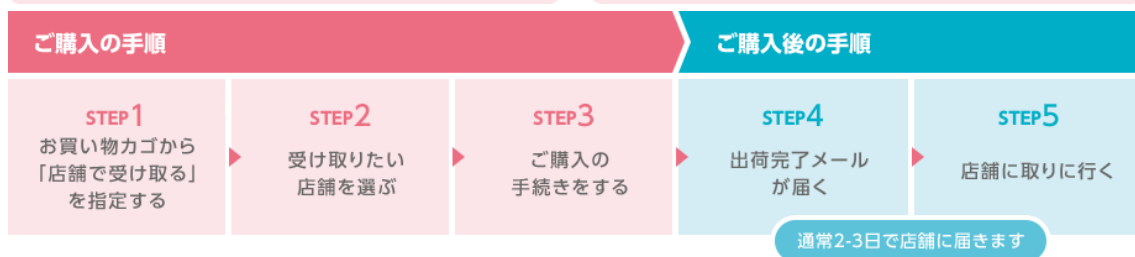 ご購入の手順
ご購入後の手順
STEP1
お買い物カゴから
「店舗で受け取る」
を指定する
STEP2
受け取りたい
店舗を選ぶ
STEP3
ご購入の
手続きをする
STEP4
出荷完了メール
が届く
STEP5
店舗に取りに行く
通常2-3日で店舗に届きます